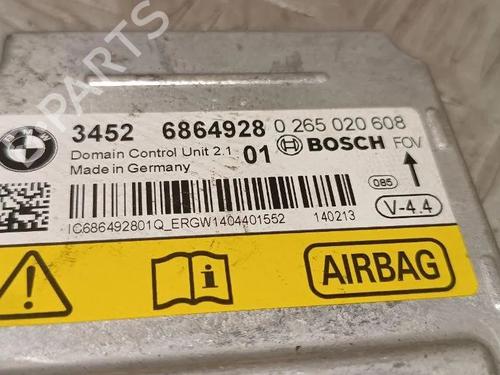 BMW
3452 6864928 0 265 020 608
Domain Control Unit 2.1 01 BOSCH FOV
Made in Germany
085
V-4.4
IC686492801Q_ERGW1404401552 140213
AIRBAG